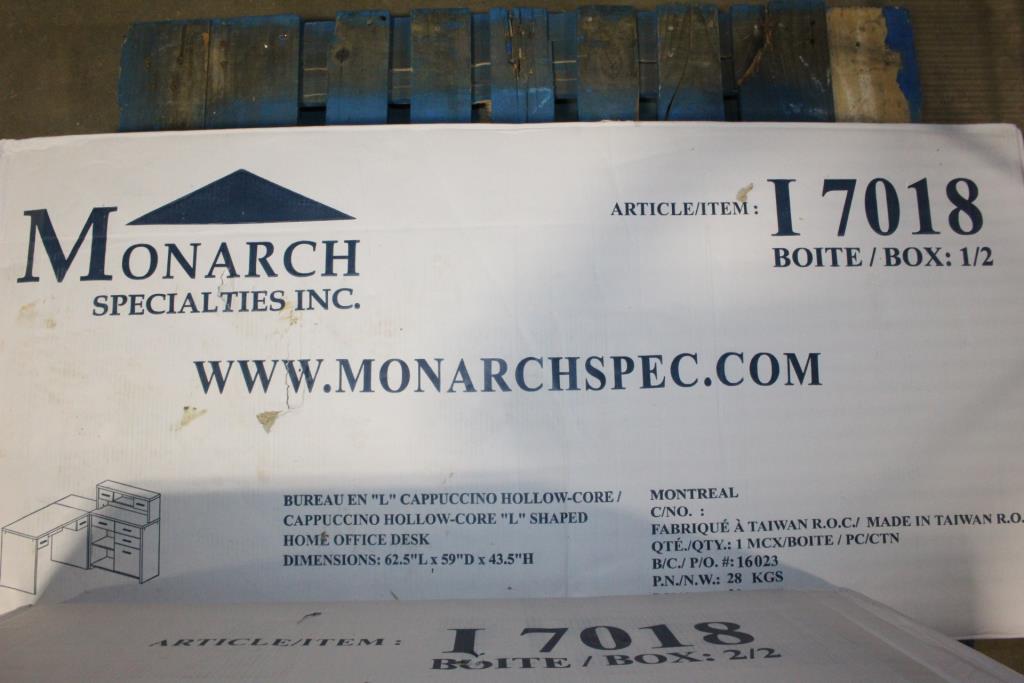 MONARCH
SPECIALTIES INC.
ARTICLE/ITEM : I 7018
BOITE / BOX: 1/2
WWW.MONARCHSPEC.COM
BUREAU EN "L" CAPPUCCINO HOLLOW-CORE /
CAPPUCCINO HOLLOW-CORE "L" SHAPED
HOME OFFICE DESK
DIMENSIONS: 62.5"L x 59"D x 43.5"H
MONTREAL
C/NO. :
FABRIQUÉ À TAIWAN R.O.C./ MADE IN TAIWAN R.O.
QTÉ./QTY.: 1 MCX/BOITE / PC/CTN
B/C./ P/O. #: 16023
P.N./N.W.: 28 KGS
ARTICLE/ITEM : I 7018
BOITE / BOX: 2/2